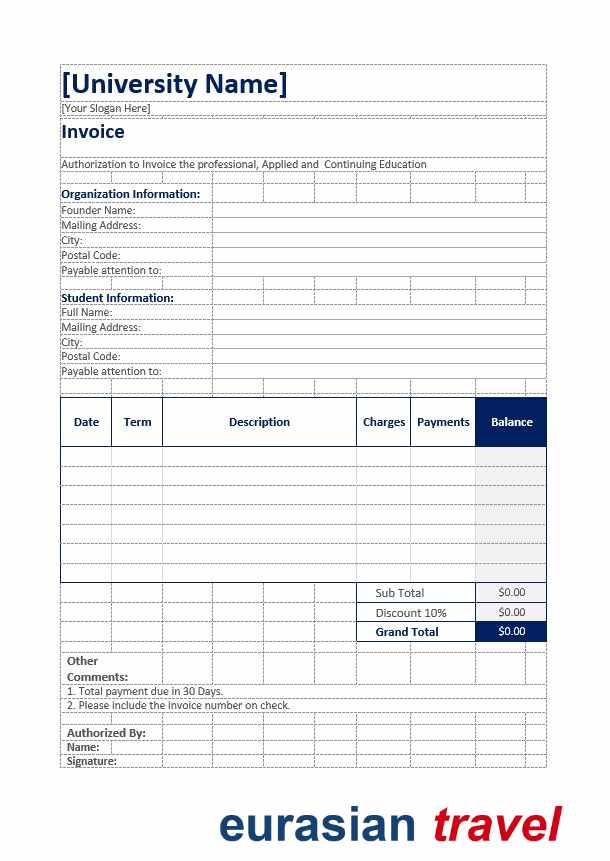 [University Name]
[Your Slogan Here]
Invoice
Authorization to Invoice the professional, Applied and Continuing Education
Organization Information:
Founder Name:
Mailing Address:
City:
Postal Code:
Payable attention to:
Student Information:
Full Name:
Mailing Address:
City:
Postal Code:
Payable attention to:
Date Term Description Charges Payments Balance
Sub Total $0.00
Discount 10% $0.00
Grand Total $0.00
Other
Comments:
1. Total payment due in 30 Days.
2. Please include the invoice number on check.
Authorized By:
Name:
Signature:
eurasian travel